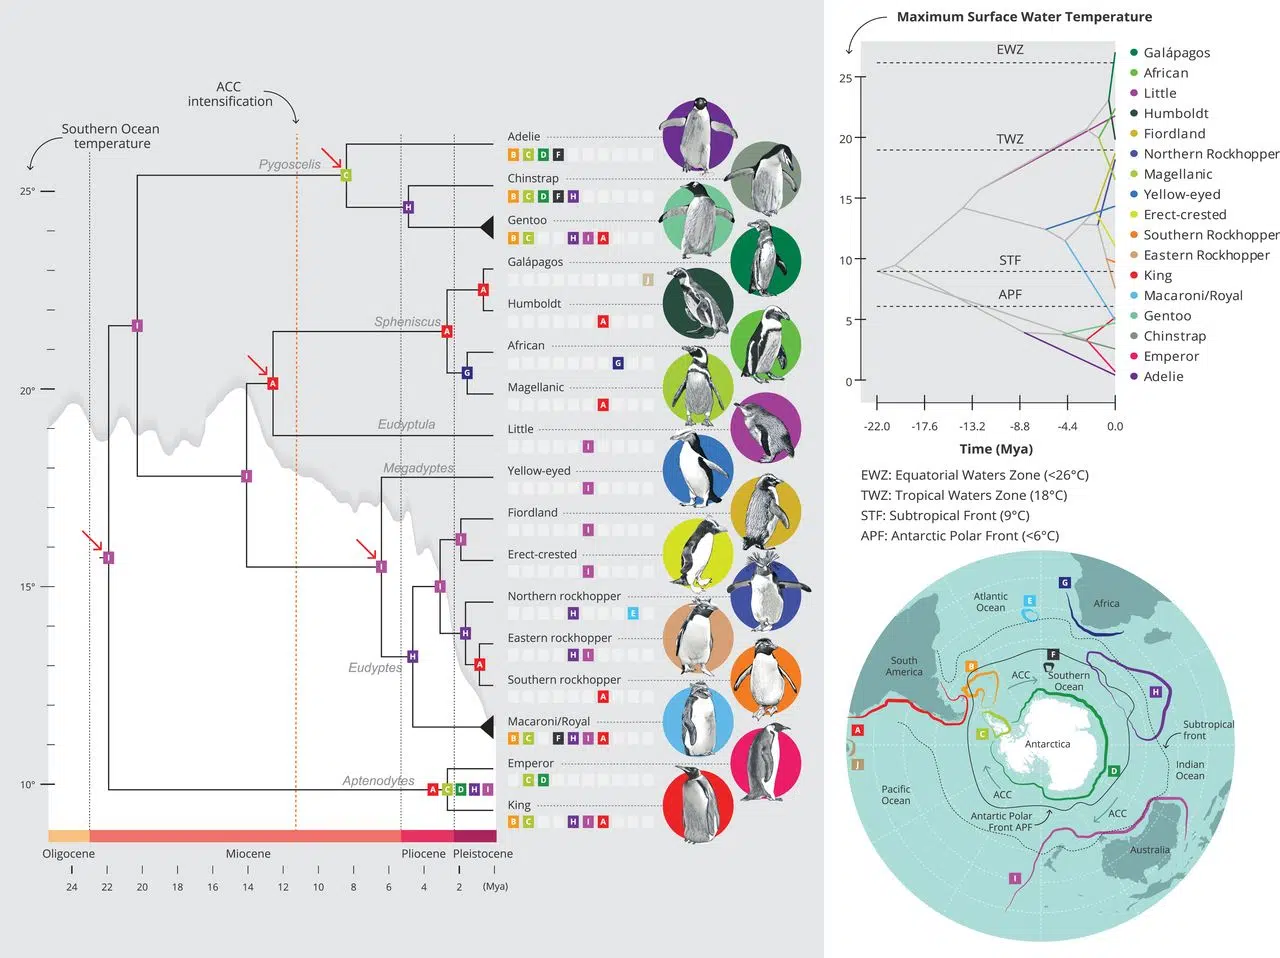 ACC
intensification
Southern Ocean
temperature
25°
20°
15°
10°
Pygoscelis
Spheniscus
Eudyptula
Megadyptes
Eudyptes
Aptenodytes
C
H
I
A
A
A
G
I
I
I
I
I
H
H
A
A C D H I
Adelie
B C D F
Chinstrap
B C D F H
Gentoo
B C H I A
Galápagos
J
Humboldt
A
African
G
Magellanic
A
Little
I
Yellow-eyed
I
Fiordland
I
Erect-crested
I
Northern rockhopper
H E
Eastern rockhopper
H I
Southern rockhopper
A
Macaroni/Royal
B C F H I A
Emperor
C D
King
B C H I A
Oligocene Miocene Pliocene Pleistocene
24 22 20 18 16 14 12 10 8 6 4 2 (Mya)
Maximum Surface Water Temperature
EWZ
TWZ
STF
APF
25
20
15
10
5
0
-22.0 -17.6 -13.2 -8.8 -4.4 0.0
Time (Mya)
Galápagos
African
Little
Humboldt
Fiordland
Northern Rockhopper
Magellanic
Yellow-eyed
Erect-crested
Southern Rockhopper
Eastern Rockhopper
King
Macaroni/Royal
Gentoo
Chinstrap
Emperor
Adelie
EWZ: Equatorial Waters Zone (<26°C)
TWZ: Tropical Waters Zone (18°C)
STF: Subtropical Front (9°C)
APF: Antarctic Polar Front (<6°C)
G
Atlantic
Ocean
E
Africa
South
America
B
F
ACC
Southern
Ocean
H
A
C
Antarctica
Subtropical
front
J
D
Indian
Ocean
Pacific
Ocean
ACC
Antartic Polar
Front APF
ACC
Australia
I